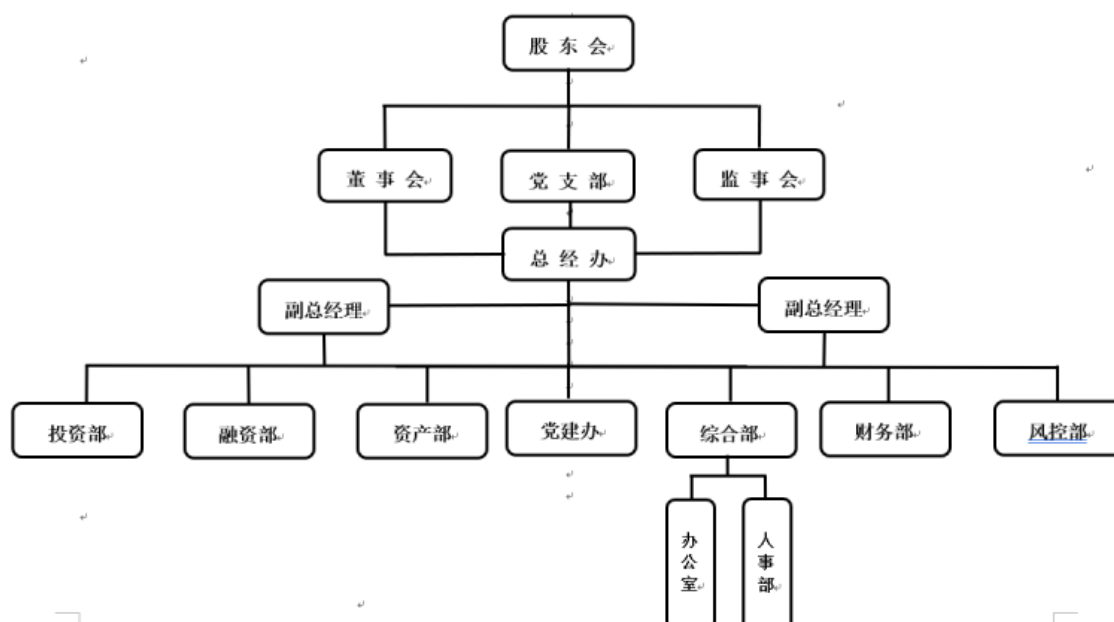 股 东 会
董 事 会
党 支 部
监 事 会
总 经 办
副总经理
副总经理
投资部
融资部
资产部
党建办
综合部
财务部
风控部
办公室
人事部